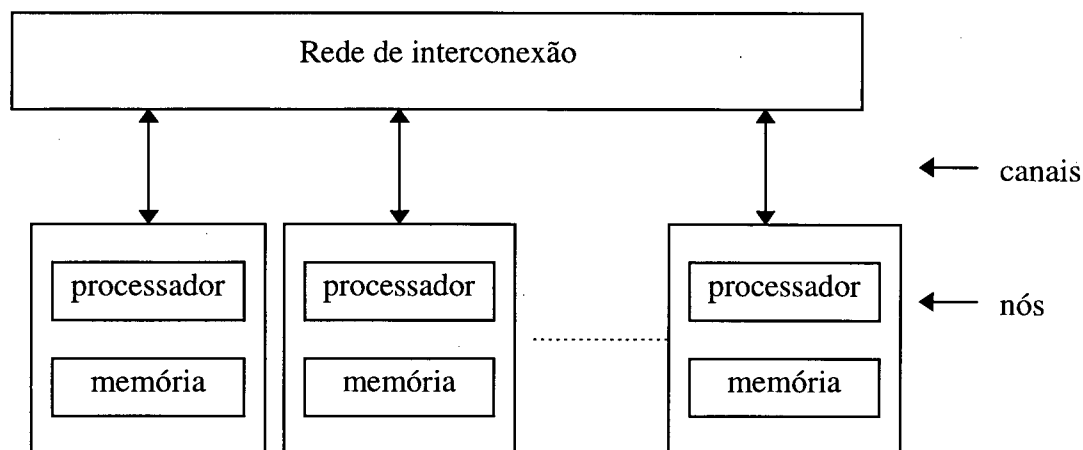 Rede de interconexão
canais
processador
processador
processador
nós
memória
memória
memória